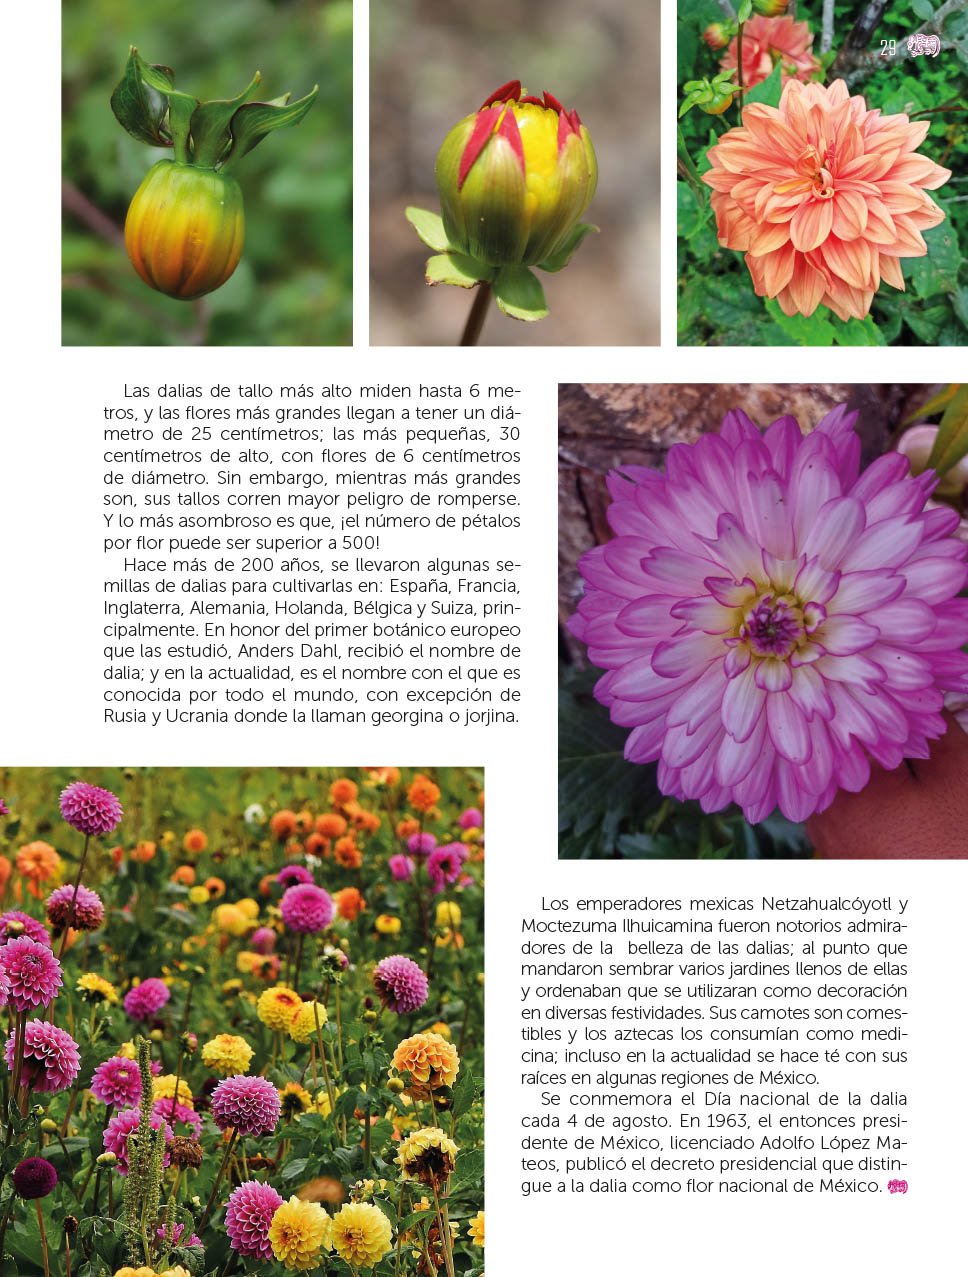 29
Las dalias de tallo más alto miden hasta 6 me-
tros, y las flores más grandes llegan a tener un diá-
metro de 25 centímetros; las más pequeñas, 30
centímetros de alto, con flores de 6 centímetros
de diámetro. Sin embargo, mientras más grandes
son, sus tallos corren mayor peligro de romperse.
Y lo más asombroso es que, ¡el número de pétalos
por flor puede ser superior a 500!
Hace más de 200 años, se llevaron algunas se-
millas de dalias para cultivarlas en: España, Francia,
Inglaterra, Alemania, Holanda, Bélgica y Suiza, prin-
cipalmente. En honor del primer botánico europeo
que las estudió, Anders Dahl, recibió el nombre de
dalia; y en la actualidad, es el nombre con el que es
conocida por todo el mundo, con excepción de
Rusia y Ucrania donde la llaman georgina o jorjina.
Los emperadores mexicas Netzahualcóyotl y
Moctezuma Ilhuicamina fueron notorios admira-
dores de la  belleza de las dalias; al punto que
mandaron sembrar varios jardines llenos de ellas
y ordenaban que se utilizaran como decoración
en diversas festividades. Sus camotes son comes-
tibles y los aztecas los consumían como medi-
cina; incluso en la actualidad se hace té con sus
raíces en algunas regiones de México.
Se conmemora el Día nacional de la dalia
cada 4 de agosto. En 1963, el entonces presi-
dente de México, licenciado Adolfo López Ma-
teos, publicó el decreto presidencial que distin-
gue a la dalia como flor nacional de México.